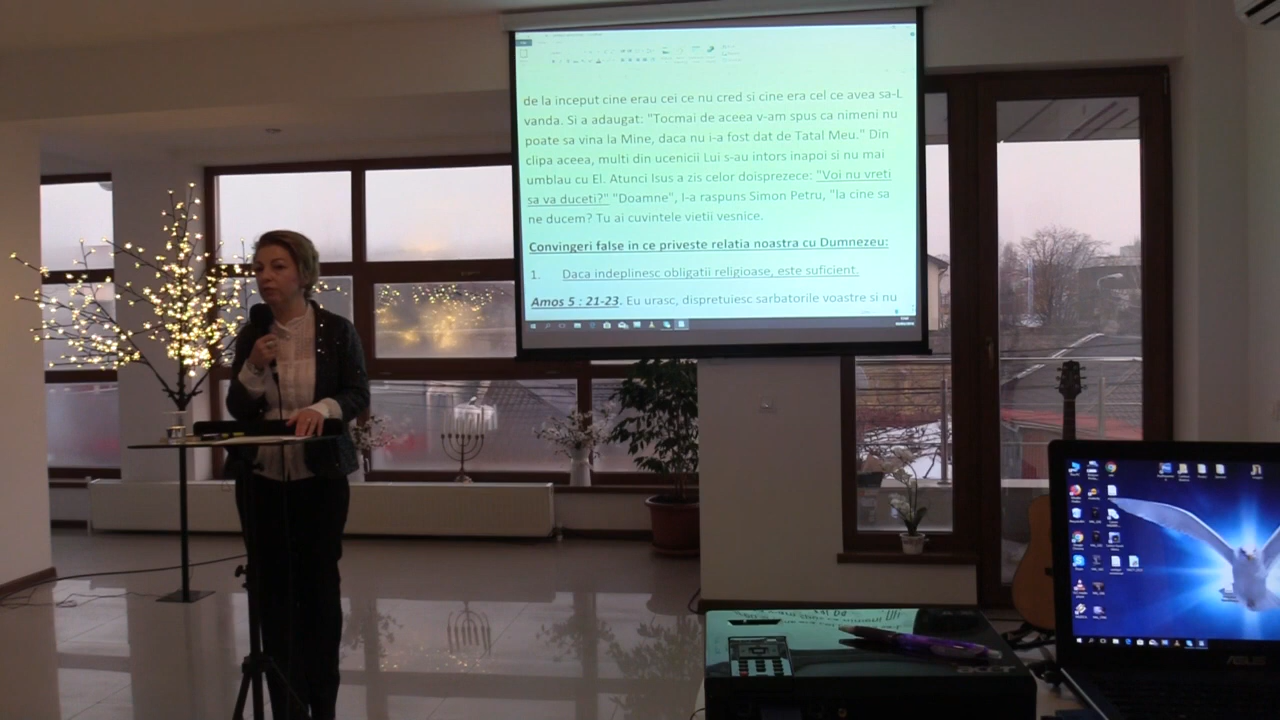 de la inceput cine erau cei ce nu cred si cine era cel ce avea sa-L
vanda. Si a adaugat: "Tocmai de aceea v-am spus ca nimeni nu
poate sa vina la Mine, daca nu i-a fost dat de Tatal Meu." Din
clipa aceea, multi din ucenicii Lui s-au intors inapoi si nu mai
umblau cu El. Atunci Isus a zis celor doisprezece: "Voi nu vreti
sa va duceti?" "Doamne", I-a raspuns Simon Petru, "la cine sa
ne ducem? Tu ai cuvintele vietii vesnice.
Convingeri false in ce priveste relatia noastra cu Dumnezeu:
1. Daca indeplinesc obligatii religioase, este suficient.
Amos 5 : 21-23. Eu urasc, dispretuiesc sarbatorile voastre si nu
ASUS